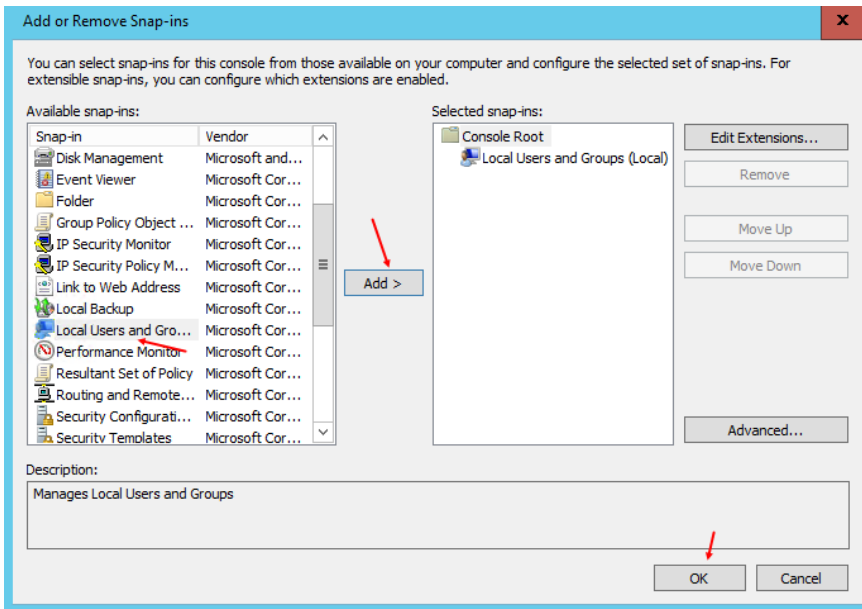 Add or Remove Snap-ins
x
You can select snap-ins for this console from those available on your computer and configure the selected set of snap-ins. For
extensible snap-ins, you can configure which extensions are enabled.
Available snap-ins:
Snap-in Vendor
Disk Management Microsoft and...
Event Viewer Microsoft Cor...
Folder Microsoft Cor...
Group Policy Object ... Microsoft Cor...
IP Security Monitor Microsoft Cor...
IP Security Policy M... Microsoft Cor...
Link to Web Address Microsoft Cor...
Local Backup Microsoft Cor...
Local Users and Gro... Microsoft Cor...
Performance Monitor Microsoft Cor...
Resultant Set of Policy Microsoft Cor...
Routing and Remote... Microsoft Cor...
Security Configurati... Microsoft Cor...
Security Templates Microsoft Cor...
Add >
Selected snap-ins:
Console Root
Local Users and Groups (Local)
Edit Extensions...
Remove
Move Up
Move Down
Advanced...
Description:
Manages Local Users and Groups
OK
Cancel